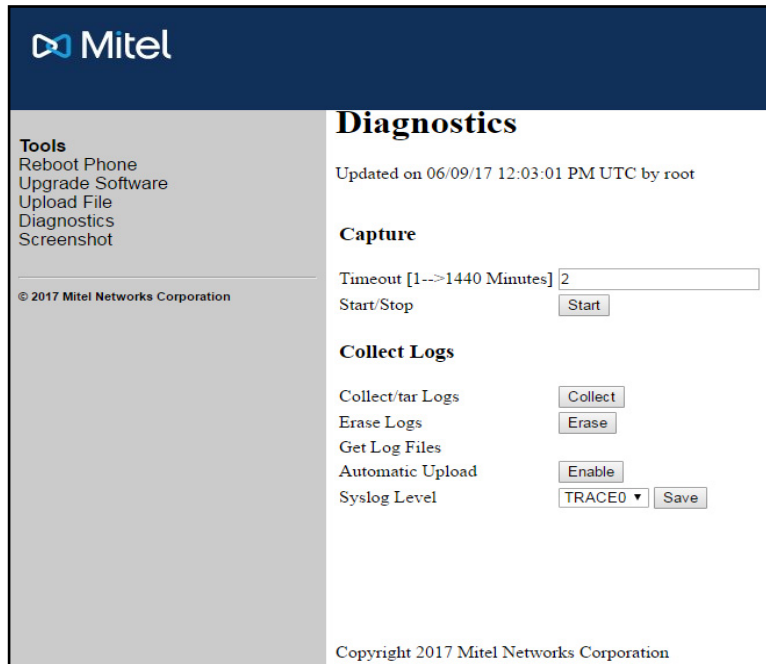 Mitel
Tools
Reboot Phone
Upgrade Software
Upload File
Diagnostics
Screenshot
© 2017 Mitel Networks Corporation
Diagnostics
Updated on 06/09/17 12:03:01 PM UTC by root
Capture
Timeout [1-->1440 Minutes] 2
Start/Stop Start
Collect Logs
Collect/tar Logs Collect
Erase Logs Erase
Get Log Files
Automatic Upload Enable
Syslog Level TRACE0 Save
Copyright 2017 Mitel Networks Corporation